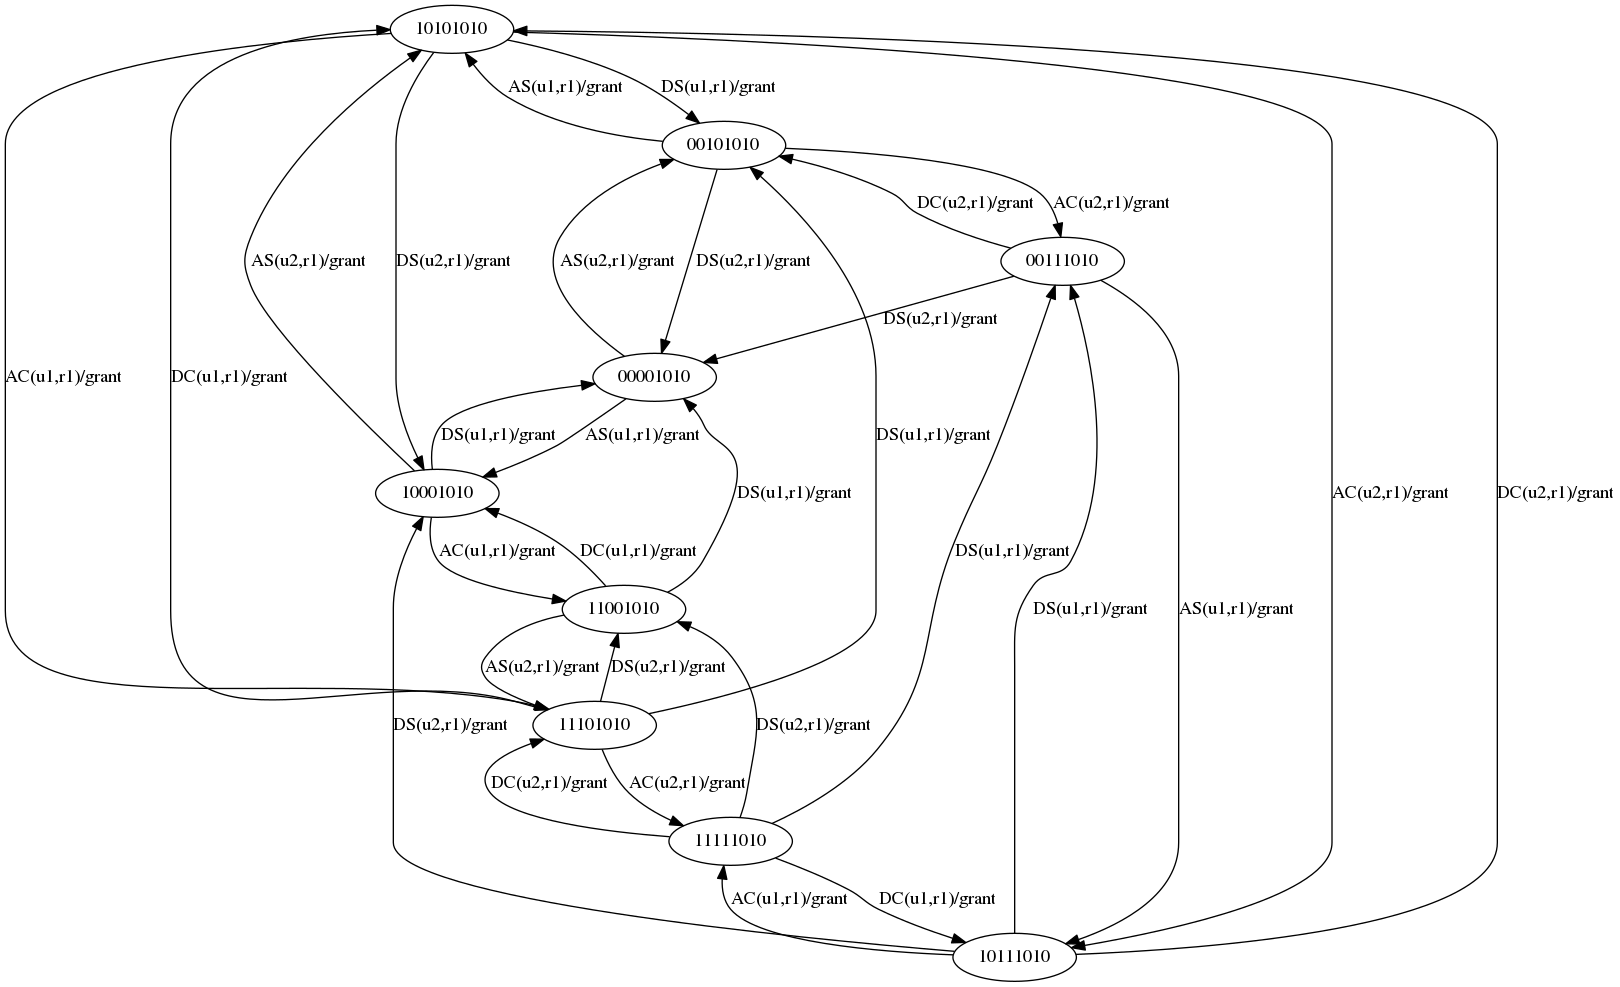 10101010
AS(u1,r1)/grant
DS(u1,r1)/grant
00101010
DC(u2,r1)/grant
AC(u2,r1)/grant
AS(u2,r1)/grant
DS(u2,r1)/grant
AS(u2,r1)/grant
DS(u2,r1)/grant
00111010
DS(u2,r1)/grant
AC(u1,r1)/grant
DC(u1,r1)/grant
00001010
DS(u1,r1)/grant
AS(u1,r1)/grant
DS(u1,r1)/grant
10001010
DS(u1,r1)/grant
AC(u2,r1)/grant
DC(u2,r1)/grant
AC(u1,r1)/grant
DC(u1,r1)/grant
DS(u1,r1)/grant
11001010
DS(u1,r1)/grant
AS(u1,r1)/grant
AS(u2,r1)/grant
DS(u2,r1)/grant
DS(u2,r1)/grant
11101010
DS(u2,r1)/grant
DC(u2,r1)/grant
AC(u2,r1)/grant
11111010
AC(u1,r1)/grant
DC(u1,r1)/grant
10111010